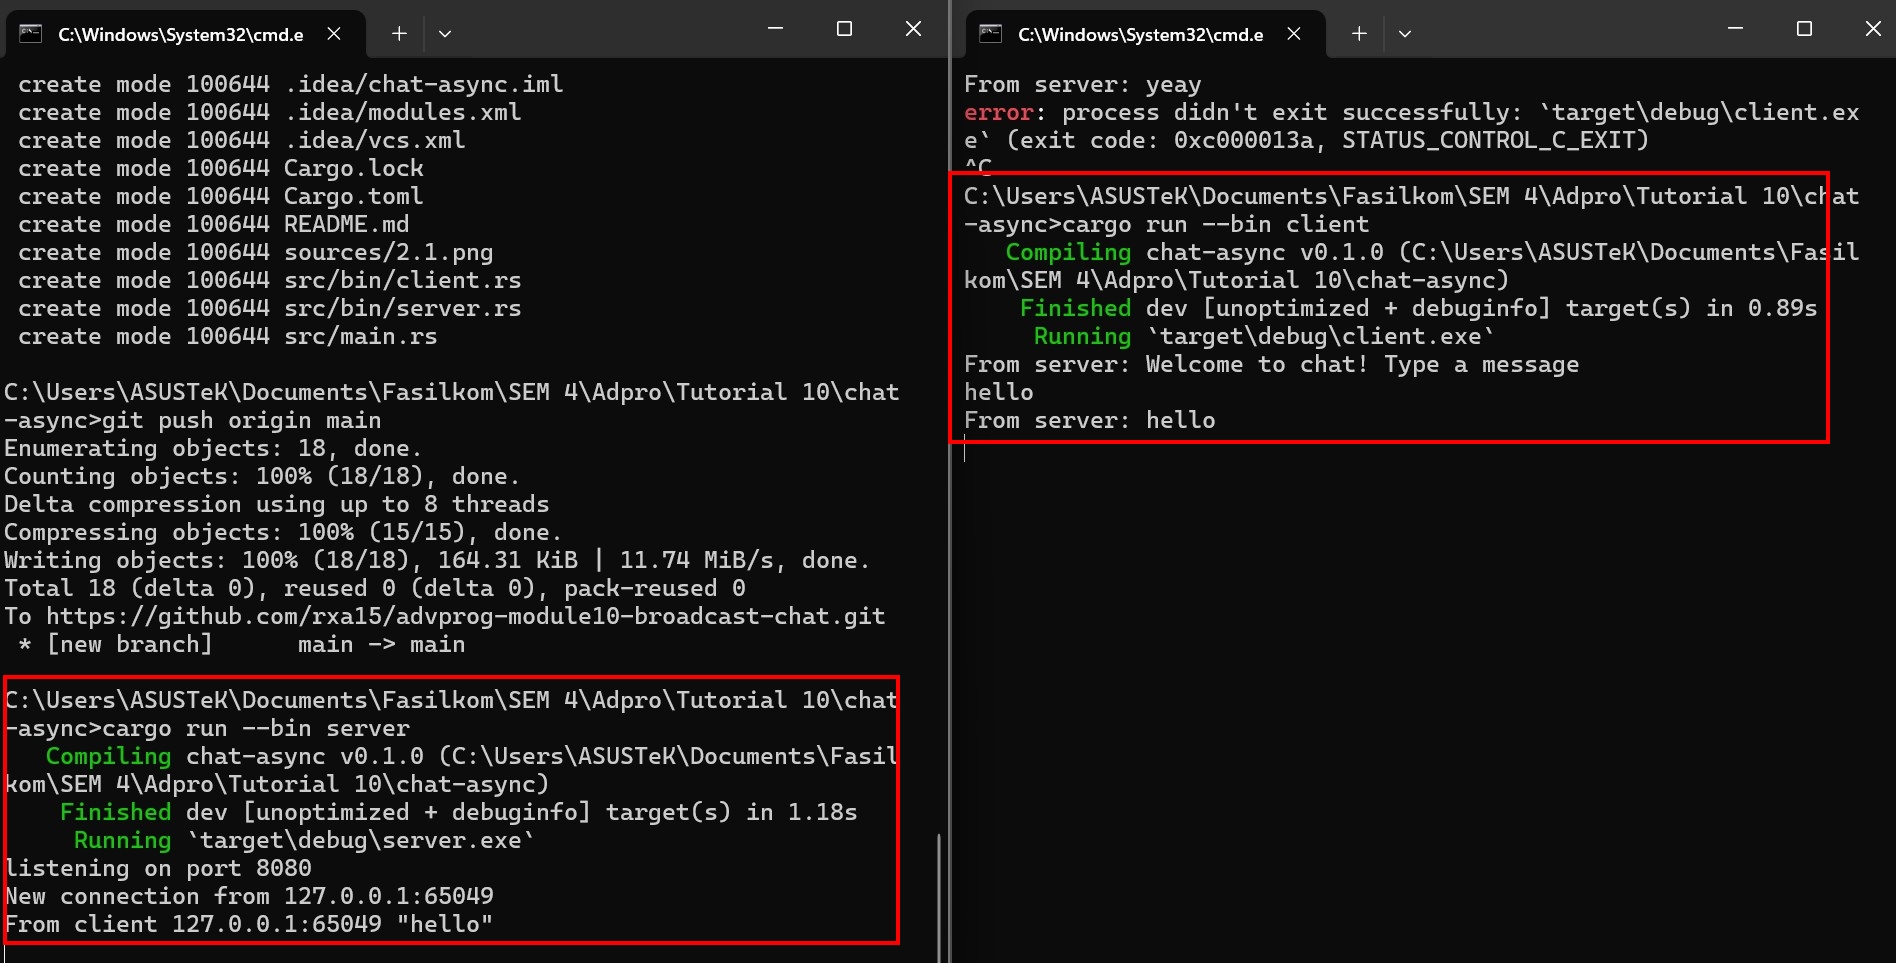 C:\Windows\System32\cmd.e
create mode 100644 .idea/chat-async.iml
create mode 100644 .idea/modules.xml
create mode 100644 .idea/vcs.xml
create mode 100644 Cargo.lock
create mode 100644 Cargo.toml
create mode 100644 README.md
create mode 100644 sources/2.1.png
create mode 100644 src/bin/client.rs
create mode 100644 src/bin/server.rs
create mode 100644 src/main.rs
C:\Users\ASUSTeK\Documents\Fasilkom\SEM 4\Adpro\Tutorial 10\chat
-async>git push origin main
Enumerating objects: 18, done.
Counting objects: 100% (18/18), done.
Delta compression using up to 8 threads
Compressing objects: 100% (15/15), done.
Writing objects: 100% (18/18), 164.31 KiB | 11.74 MiB/s, done.
Total 18 (delta 0), reused 0 (delta 0), pack-reused 0
To https://github.com/rxa15/advprog-module10-broadcast-chat.git
* [new branch]      main -> main
C:\Users\ASUSTeK\Documents\Fasilkom\SEM 4\Adpro\Tutorial 10\chat
-async>cargo run --bin server
Compiling chat-async v0.1.0 (C:\Users\ASUSTeK\Documents\Fasil
kom\SEM 4\Adpro\Tutorial 10\chat-async)
Finished dev [unoptimized + debuginfo] target(s) in 1.18s
Running `target\debug\server.exe`
listening on port 8080
New connection from 127.0.0.1:65049
From client 127.0.0.1:65049 "hello"
C:\Windows\System32\cmd.e
From server: yeay
error: process didn't exit successfully: `target\debug\client.ex
e` (exit code: 0xc000013a, STATUS_CONTROL_C_EXIT)
^C
C:\Users\ASUSTeK\Documents\Fasilkom\SEM 4\Adpro\Tutorial 10\chat
-async>cargo run --bin client
Compiling chat-async v0.1.0 (C:\Users\ASUSTeK\Documents\Fasil
kom\SEM 4\Adpro\Tutorial 10\chat-async)
Finished dev [unoptimized + debuginfo] target(s) in 0.89s
Running `target\debug\client.exe`
From server: Welcome to chat! Type a message
hello
From server: hello